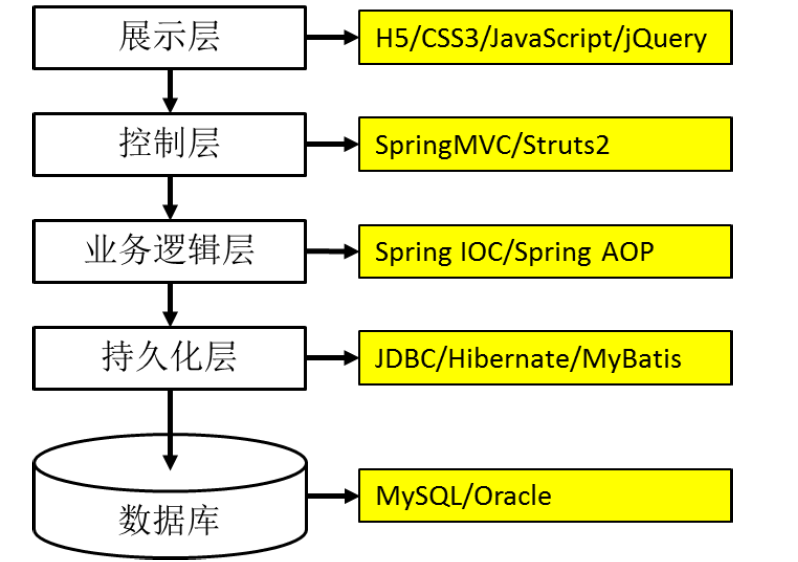 展示层
H5/CSS3/JavaScript/jQuery
控制层
SpringMVC/Struts2
业务逻辑层
Spring IOC/Spring AOP
持久化层
JDBC/Hibernate/MyBatis
数据库
MySQL/Oracle